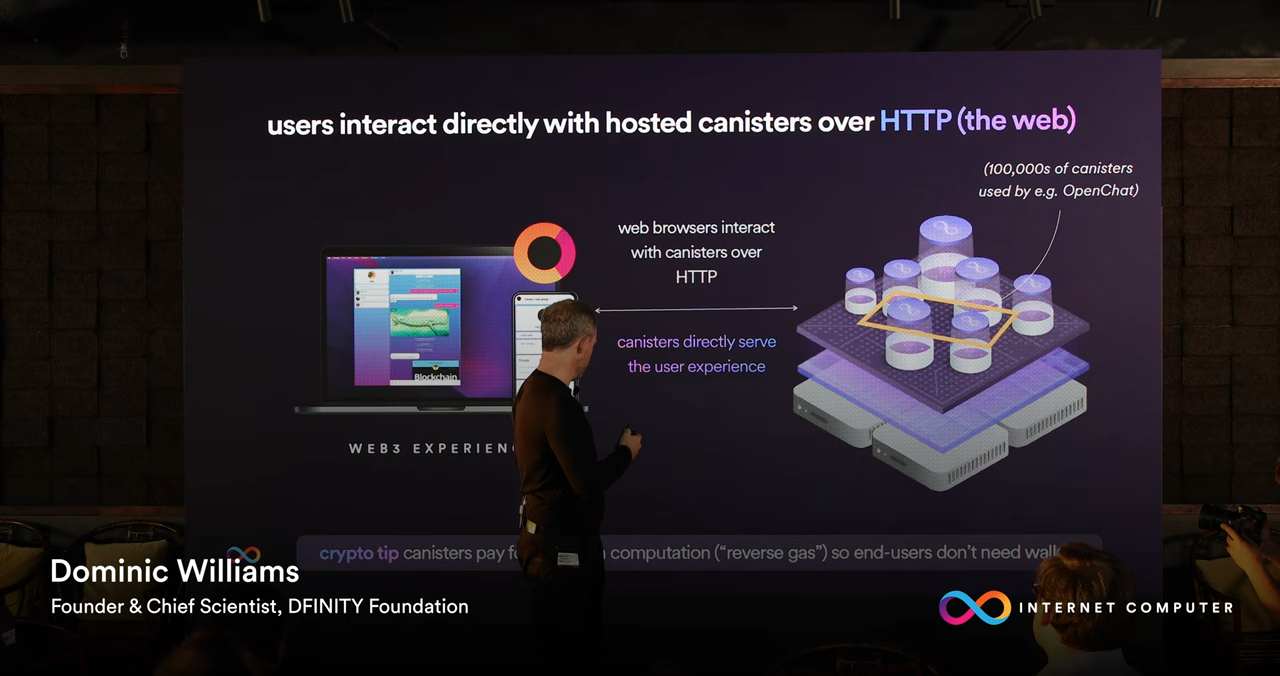 users interact directly with hosted canisters over HTTP (the web)
(100,000s of canisters
used by e.g. OpenChat)
web browsers interact
with canisters over
HTTP
canisters directly serve
the user experience
Blockchain
WEB3
crypto tip canisters pay computation ("reverse gas") so end-users don't need
Dominic Williams
Founder & Chief Scientist, DFINITY Foundation
INTERNET COMPUTER